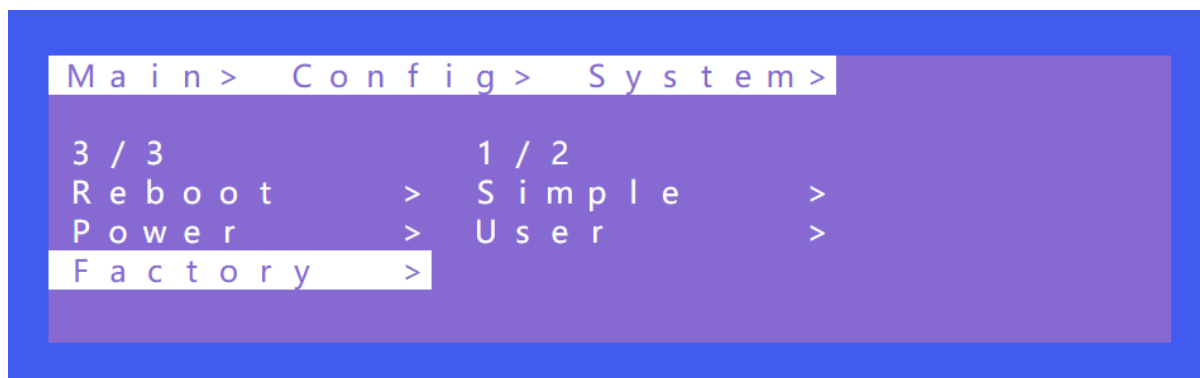 Main> Config> System>
3/3 1/2
Reboot > Simple >
Power > User >
Factory >